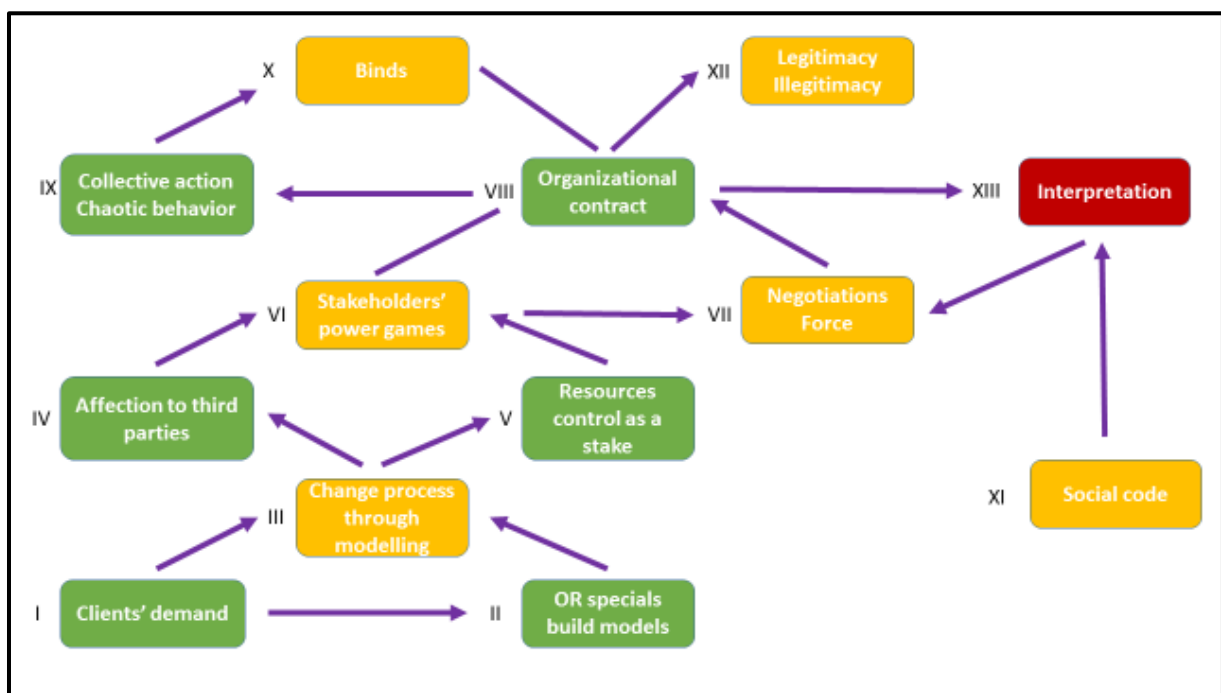 X
Binds
XII
Legitimacy
Illegitimacy
IX
Collective action
Chaotic behavior
VIII
Organizational
contract
XIII
Interpretation
VI
Stakeholders’
power games
VII
Negotiations
Force
IV
Affection to third
parties
V
Resources
control as a
stake
III
Change process
through
modelling
XI
Social code
I
Clients’ demand
II
OR specials
build models